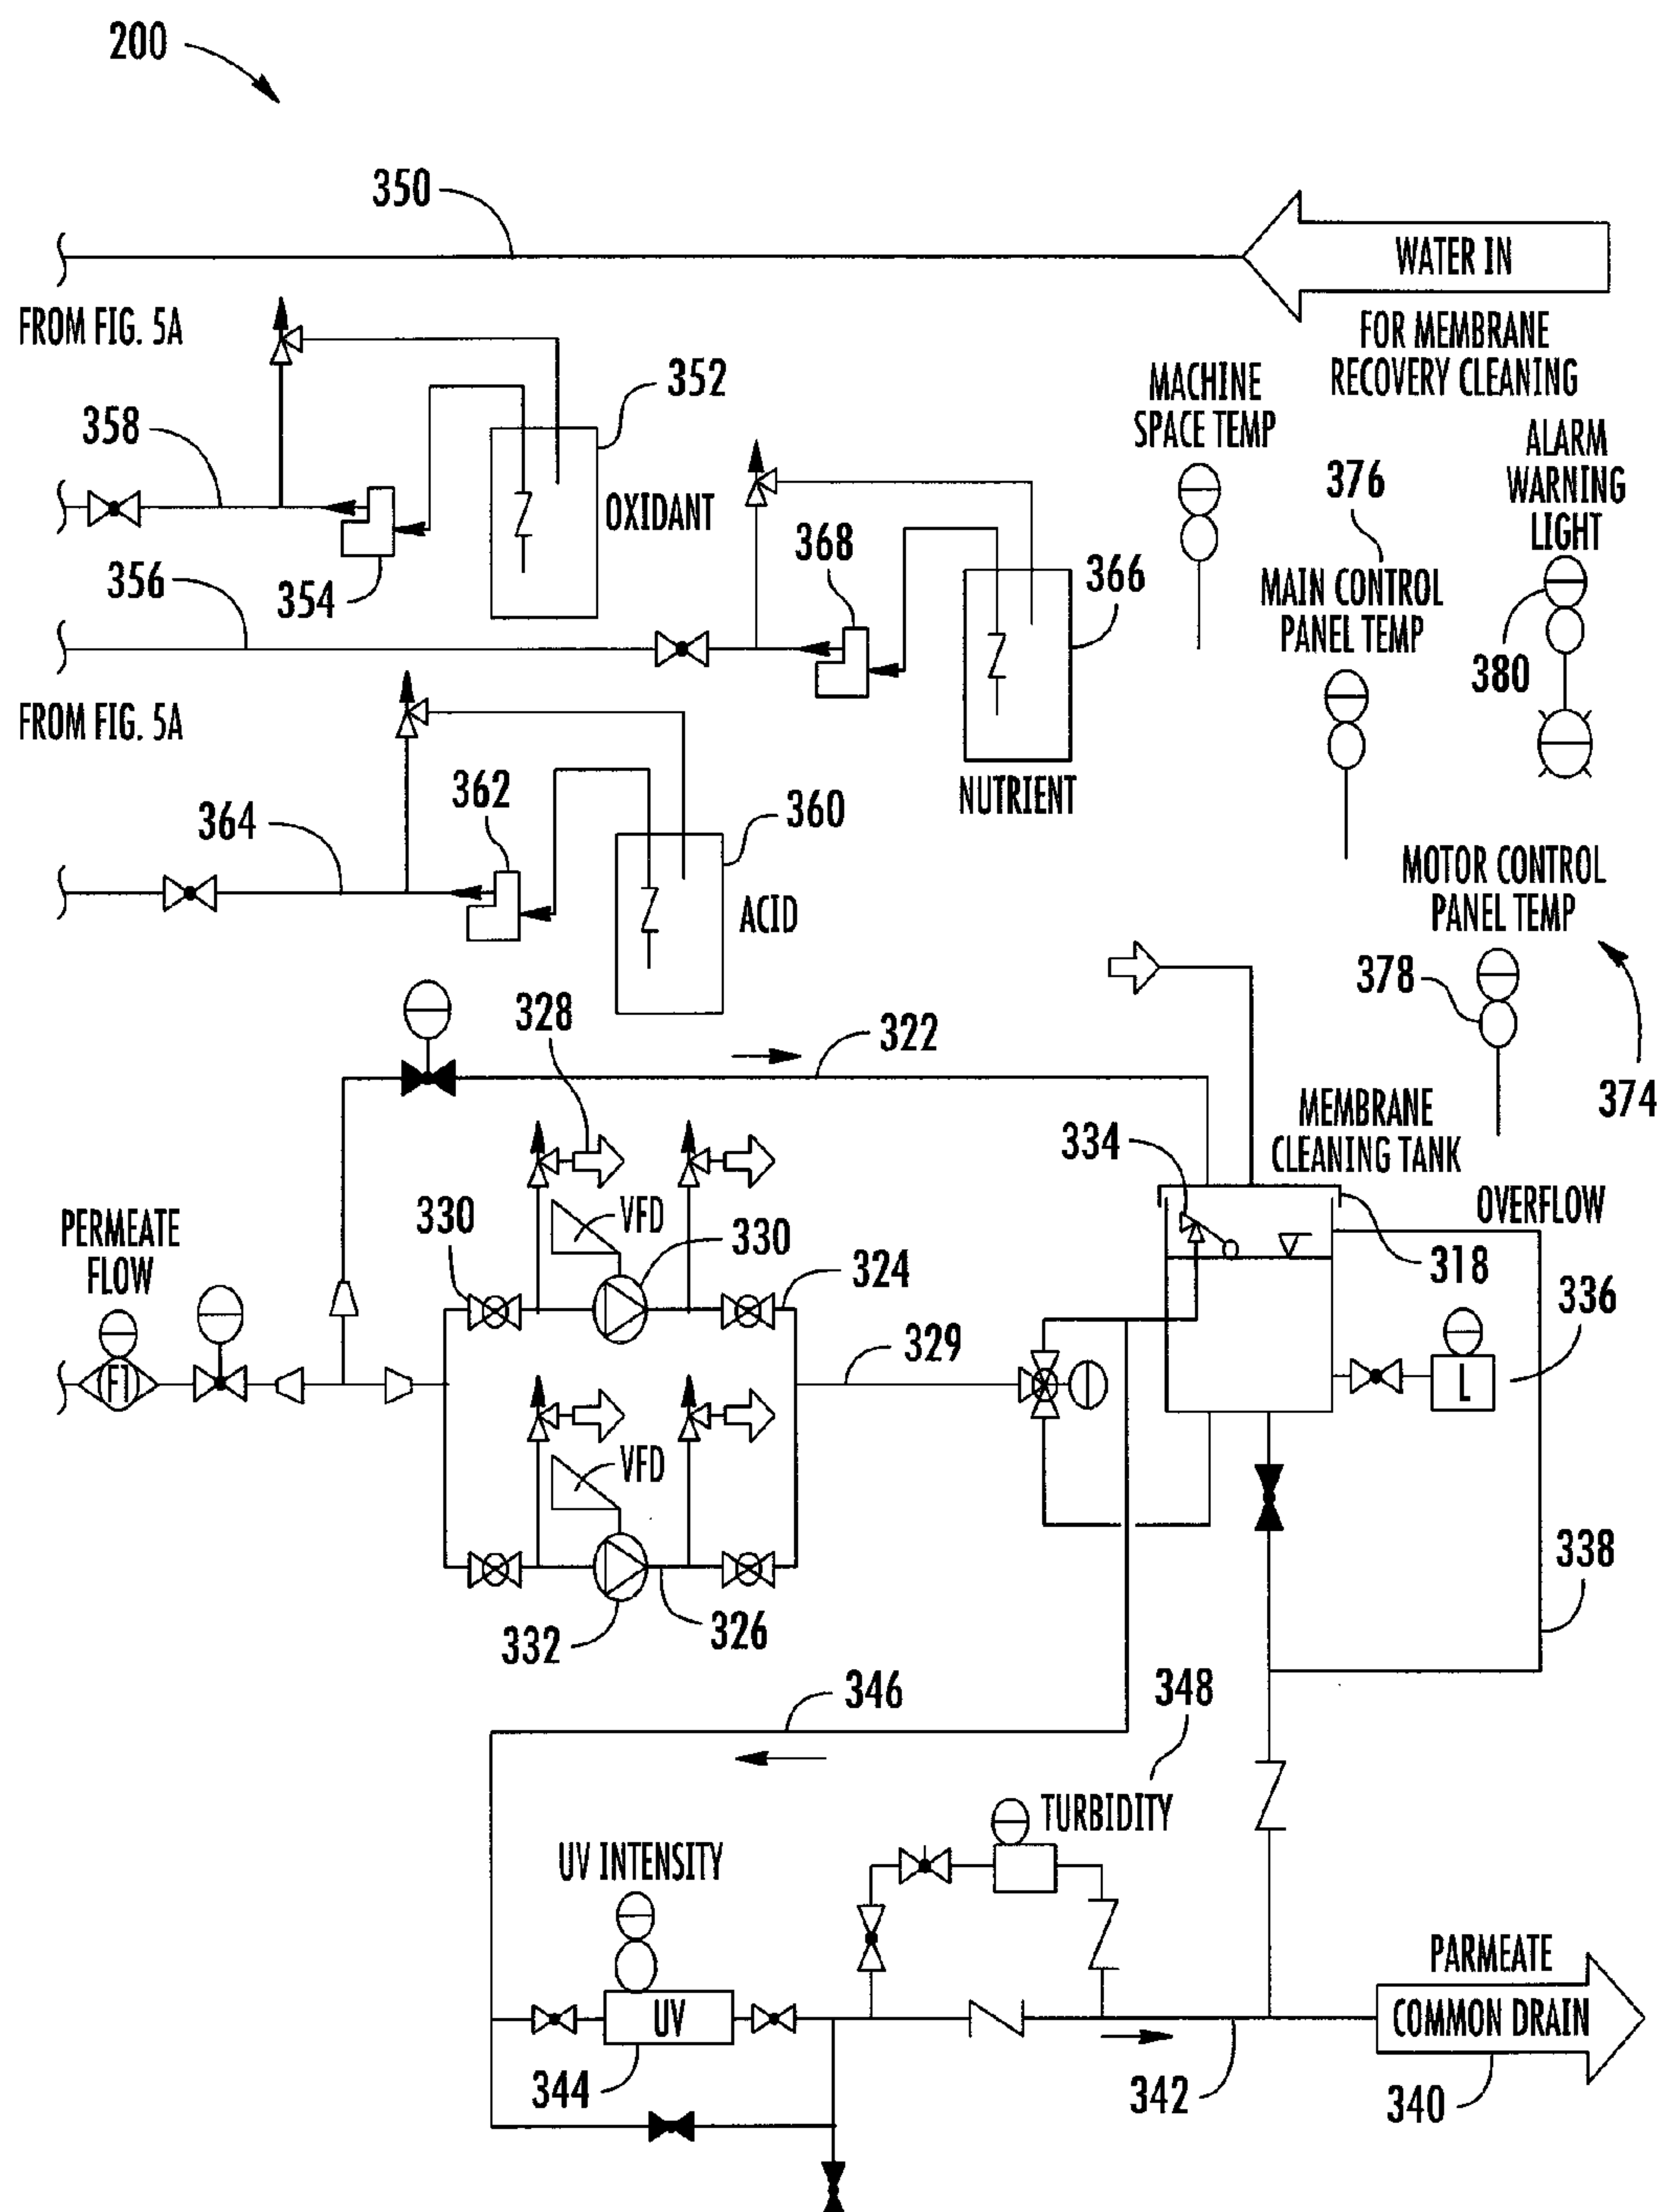 200
350
WATER IN
FROM FIG. 5A
FOR MEMBRANE
RECOVERY CLEANING
352
MACHINE
SPACE TEMP
358
ALARM
WARNING
LIGHT
376
OXIDANT
368
354
356
366
MAIN CONTROL
PANEL TEMP
380
FROM FIG. 5A
NUTRIENT
362
360
364
ACID
MOTOR CONTROL
PANEL TEMP
378
328
322
374
MEMBRANE
CLEANING TANK
334
OVERFLOW
PERMEATE
FLOW
330
VFD
330
324
318
336
329
FT
L
VFD
338
332
326
346
348
TURBIDITY
UV INTENSITY
PARMEATE
UV
COMMON DRAIN
344
342
340